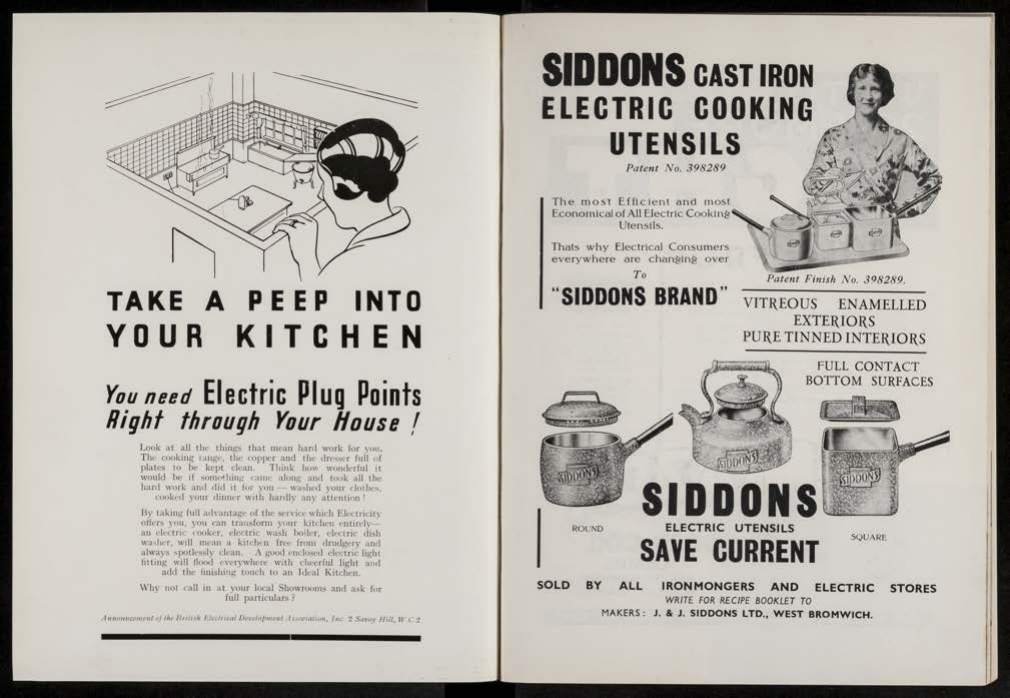 TAKE A PEEP INTO
YOUR KITCHEN
You need Electric Plug Points
Right through Your House !
Look at all the things that mean hard work for you.
The cooking range, the copper and the dresser full of
plates to be kept clean. Think how wonderful it
would be if something came along and took all the
hard work and did it for you — washed your clothes,
cooked your dinner with hardly any attention !
By taking full advantage of the service which Electricity
offers you, you can transform your kitchen entirely—
an electric cooker, electric wash boiler, electric dish
washer, will mean a kitchen free from drudgery and
always spotlessly clean. A good enclosed electric light
fitting will flood everywhere with cheerful light and
add the finishing touch to an Ideal Kitchen.
Why not call in at your local Showrooms and ask for
full particulars ?
Announcement of the British Electrical Development Association, Inc. 2 Savoy Hill, W.C.2
SIDDONS CAST IRON
ELECTRIC COOKING
UTENSILS
Patent No. 398289
The most Efficient and most
Economical of All Electric Cooking
Utensils.
Thats why Electrical Consumers
everywhere are changing over
To
"SIDDONS BRAND"
Patent Finish No. 398289.
VITREOUS ENAMELLED
EXTERIORS
PURE TINNED INTERIORS
FULL CONTACT
BOTTOM SURFACES
SIDDONS
SIDDONS
SIDDONS
ROUND
SQUARE
SIDDONS
ELECTRIC UTENSILS
SAVE CURRENT
SOLD BY ALL IRONMONGERS AND ELECTRIC STORES
WRITE FOR RECIPE BOOKLET TO
MAKERS: J. & J. SIDDONS LTD., WEST BROMWICH.